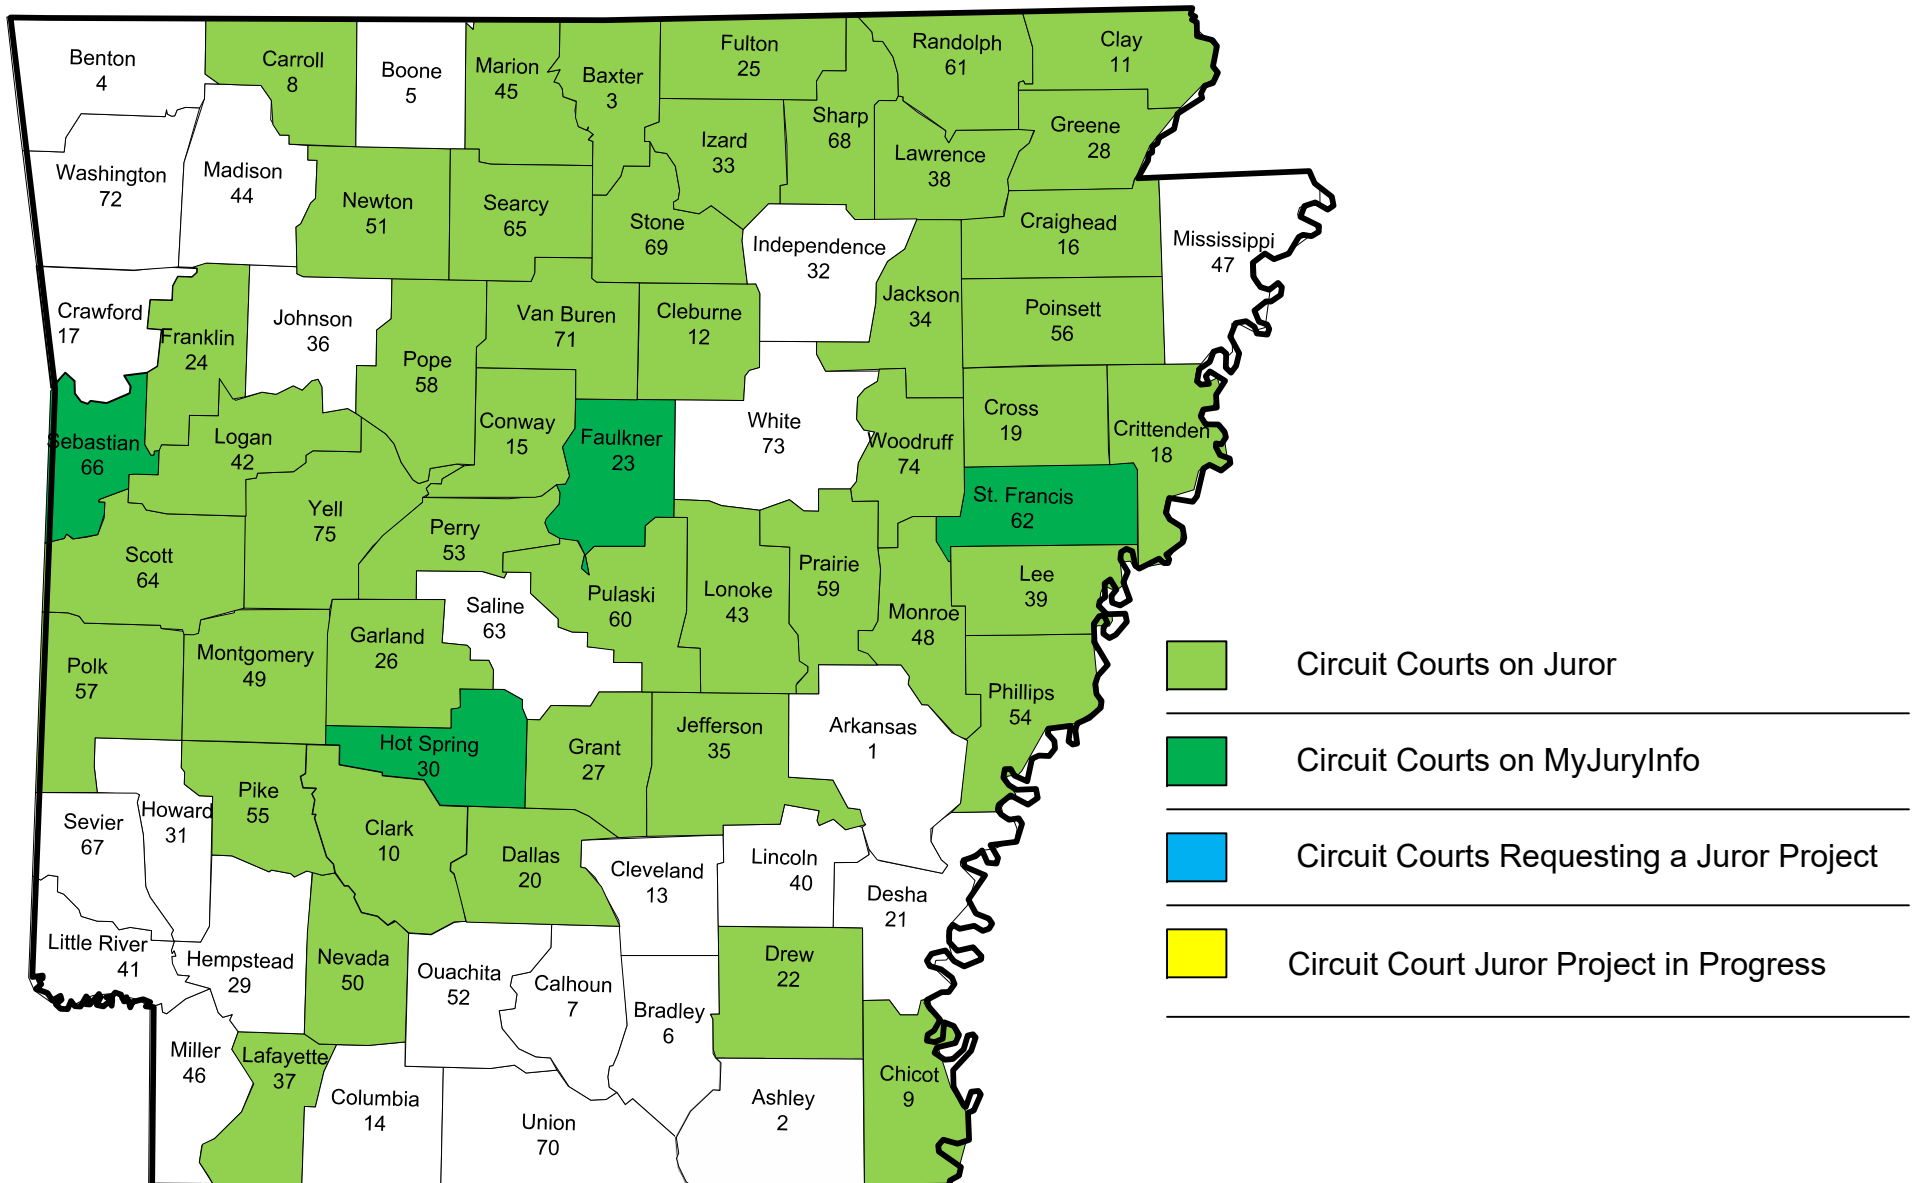 Benton
4
Carroll
8
Boone
5
Marion
45
Baxter
3
Fulton
25
Randolph
61
Clay
11
Sharp
68
Izard
33
Lawrence
38
Greene
28
Washington
72
Madison
44
Newton
51
Searcy
65
Stone
69
Independence
32
Craighead
16
Mississippi
47
Crawford
17
Franklin
24
Johnson
36
Pope
58
Van Buren
71
Cleburne
12
Jackson
34
Poinsett
56
Sebastian
66
Logan
42
Conway
15
Faulkner
23
White
73
Woodruff
74
Cross
19
Crittenden
18
St. Francis
62
Scott
64
Yell
75
Perry
53
Saline
63
Pulaski
60
Lonoke
43
Prairie
59
Monroe
48
Lee
39
Polk
57
Montgomery
49
Garland
26
Hot Spring
30
Grant
27
Jefferson
35
Arkansas
1
Phillips
54
Sevier
67
Howard
31
Pike
55
Clark
10
Dallas
20
Cleveland
13
Lincoln
40
Desha
21
Little River
41
Hempstead
29
Nevada
50
Ouachita
52
Calhoun
7
Bradley
6
Drew
22
Miller
46
Lafayette
37
Columbia
14
Union
70
Ashley
2
Chicot
9
Circuit Courts on Juror
Circuit Courts on MyJuryInfo
Circuit Courts Requesting a Juror Project
Circuit Court Juror Project in Progress